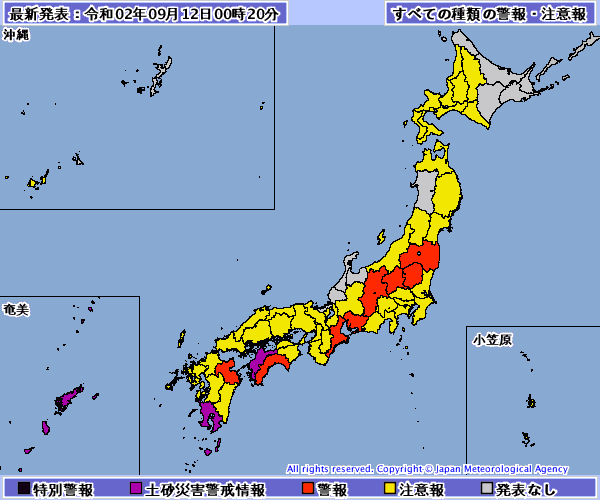 最新発表：令和02年09月12日00時20分
すべての種類の警報・注意報
沖縄
奄美
小笠原
All rights reserved. Copyright © Japan Meteorological Agency
特別警報 土砂災害警戒情報 警報 注意報 発表なし